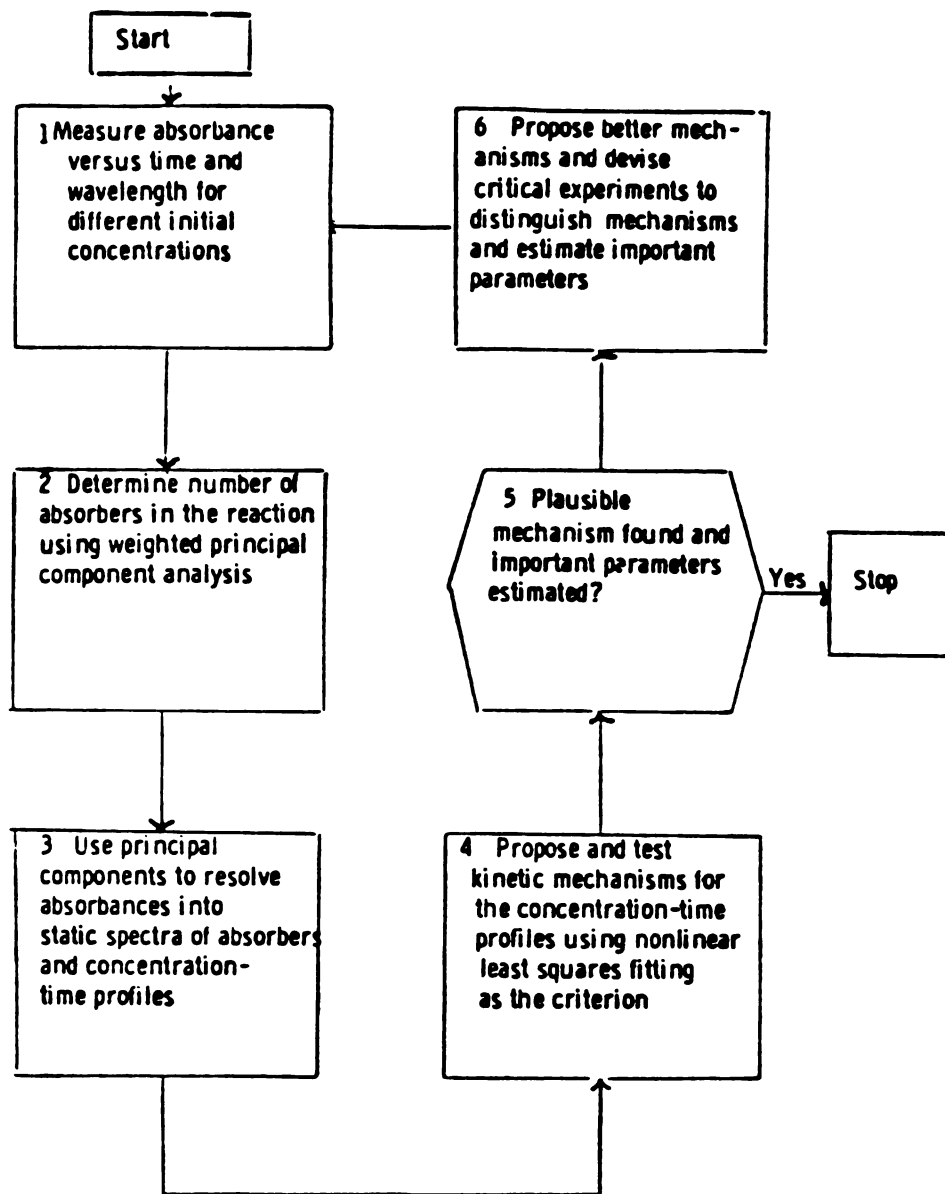 Start
1 Measure absorbance
versus time and
wavelength for
different initial
concentrations
2 Determine number of
absorbers in the reaction
using weighted principal
component analysis
3 Use principal
components to resolve
absorbances into
static spectra of absorbers
and concentration-
time profiles
4 Propose and test
kinetic mechanisms for
the concentration-time
profiles using nonlinear
least squares fitting
as the criterion
5 Plausible
mechanism found and
important parameters
estimated?
Yes
Stop
6 Propose better mech-
anisms and devise
critical experiments to
distinguish mechanisms
and estimate important
parameters